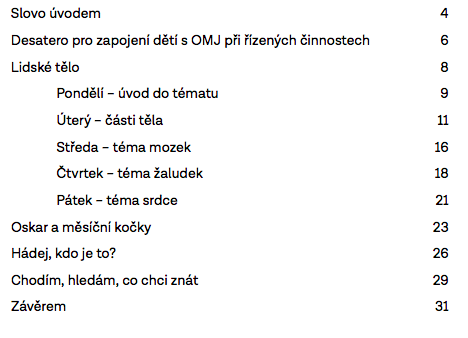 Slovo úvodem 4
Desatero pro zapojení dětí s OMJ při řízených činnostech 6
Lidské tělo 8
Pondělí – úvod do tématu 9
Úterý – části těla 11
Středa – téma mozek 16
Čtvrtek – téma žaludek 18
Pátek – téma srdce 21
Oskar a měsíční kočky 23
Hádej, kdo je to? 26
Chodím, hledám, co chci znát 29
Závěrem 31